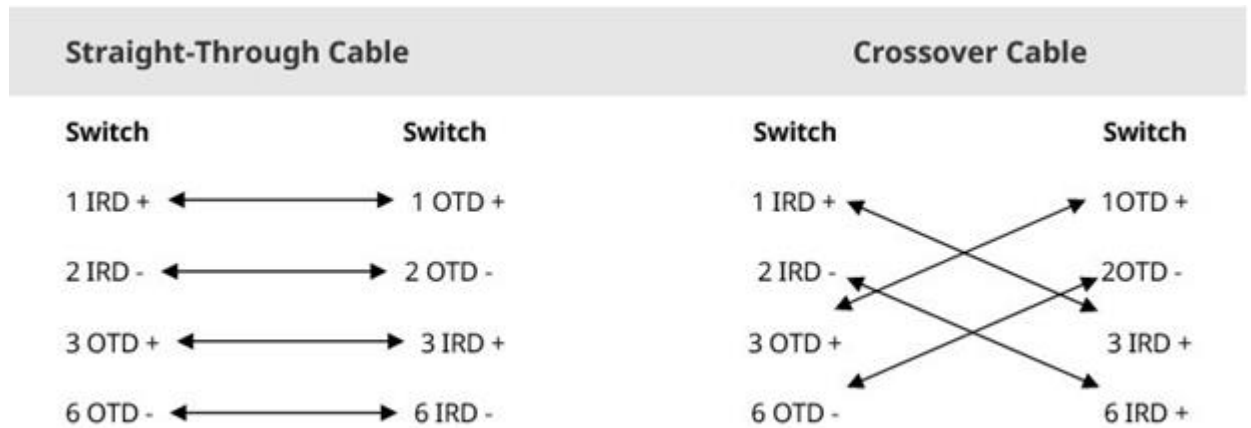 Straight-Through Cable Crossover Cable
Switch Switch Switch Switch
1 IRD + 1 OTD + 1 IRD + 1OTD +
2 IRD - 2 OTD - 2 IRD - 2OTD -
3 OTD + 3 IRD + 3 OTD + 3 IRD +
6 OTD - 6 IRD - 6 OTD - 6 IRD +